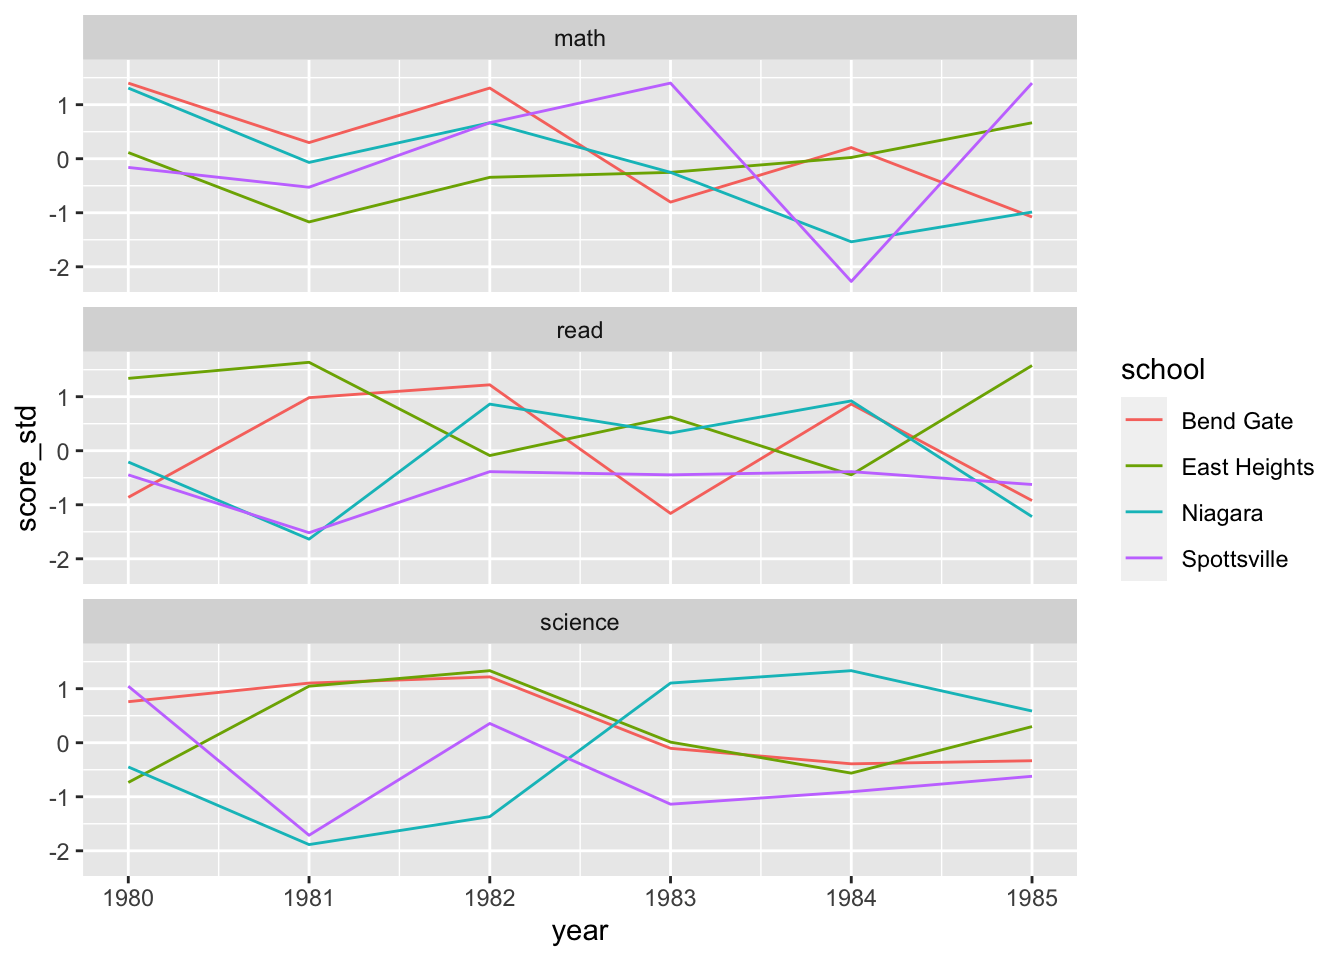 math
1
0
-1
-2
read
1
0
-1
-2
science
1
0
-1
-2
1980 1981 1982 1983 1984 1985
year
score_std
school
Bend Gate
East Heights
Niagara
Spottsville